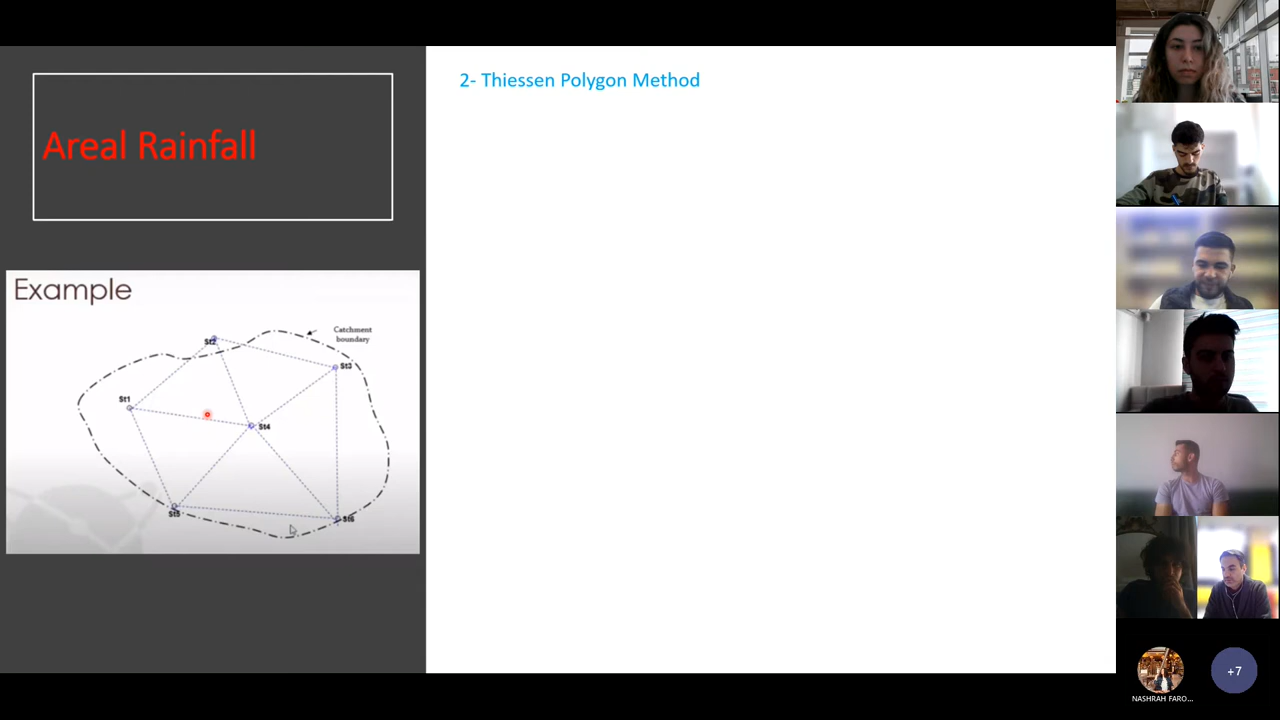 Areal Rainfall
2- Thiessen Polygon Method
Example
Catchment
boundary
St2
St3
St1
St4
St5
St6
NASHRAH FARO...
+7